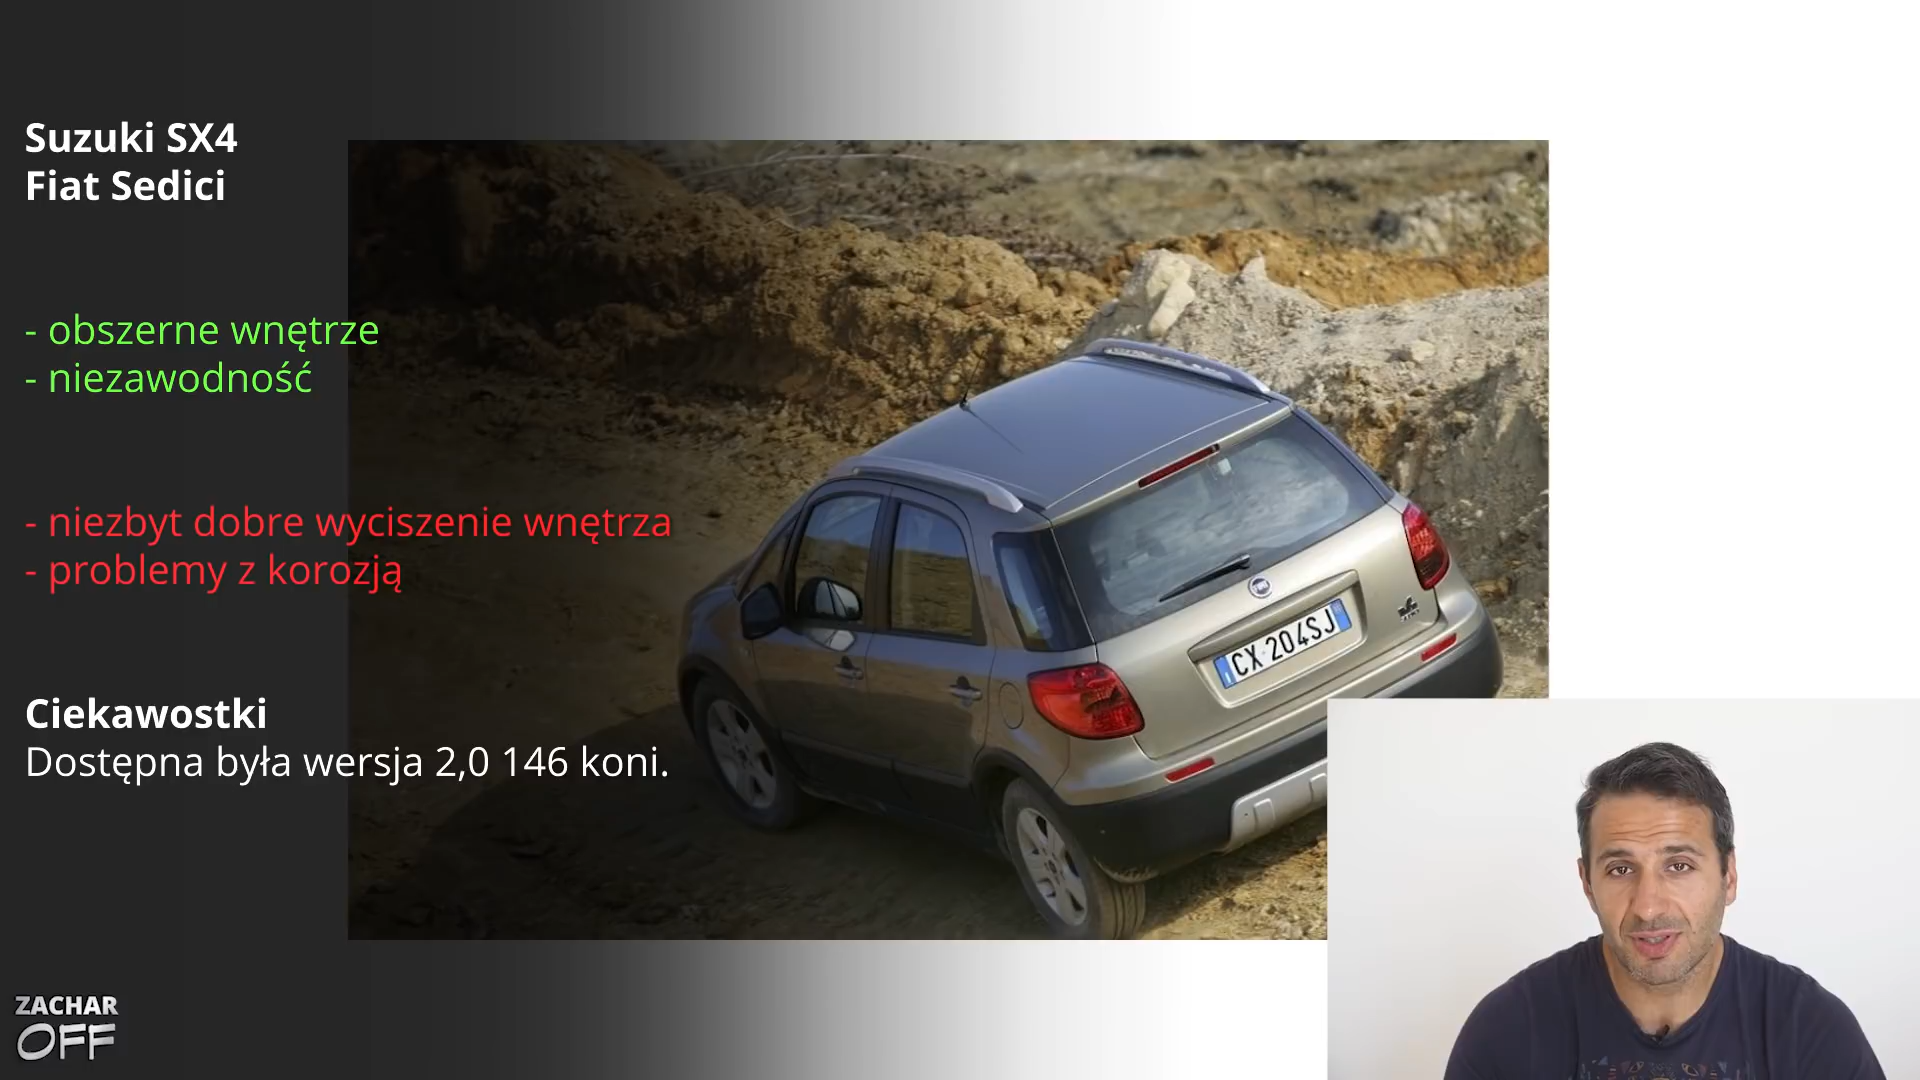 Suzuki SX4
Fiat Sedici
- obszerne wnętrze
- niezawodność
- niezbyt dobre wyciszenie wnętrza
- problemy z korozją
Ciekawostki
Dostępna była wersja 2,0 146 koni.
CX 204SJ
ZACHAR
OFF